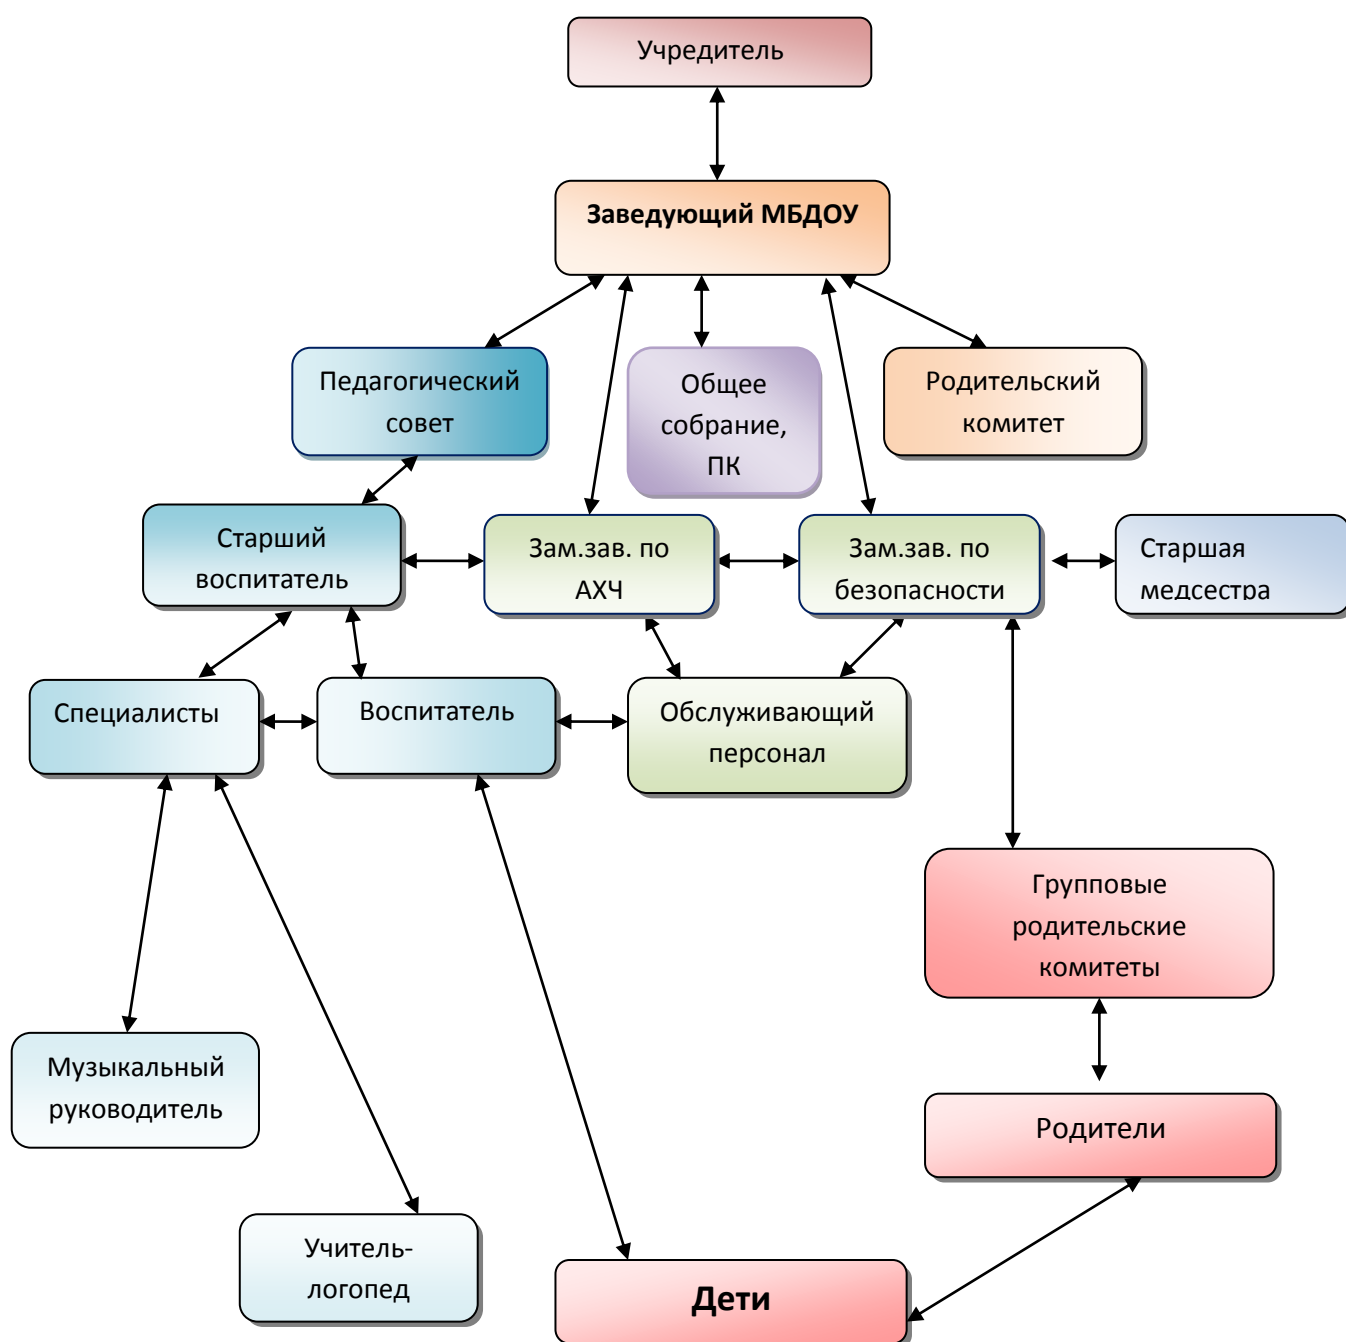 Учредитель
Заведующий МБДОУ
Педагогический
совет
Общее
собрание,
ПК
Родительский
комитет
Старший
воспитатель
Зам.зав. по
АХЧ
Зам.зав. по
безопасности
Старшая
медсестра
Специалисты
Воспитатель
Обслуживающий
персонал
Групповые
родительские
комитеты
Музыкальный
руководитель
Родители
Учитель-
логопед
Дети